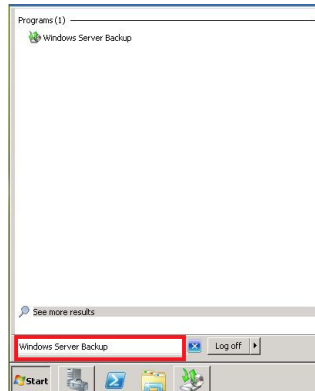 Programs (1)
Windows Server Backup
See more results
Windows Server Backup
Log off
Start